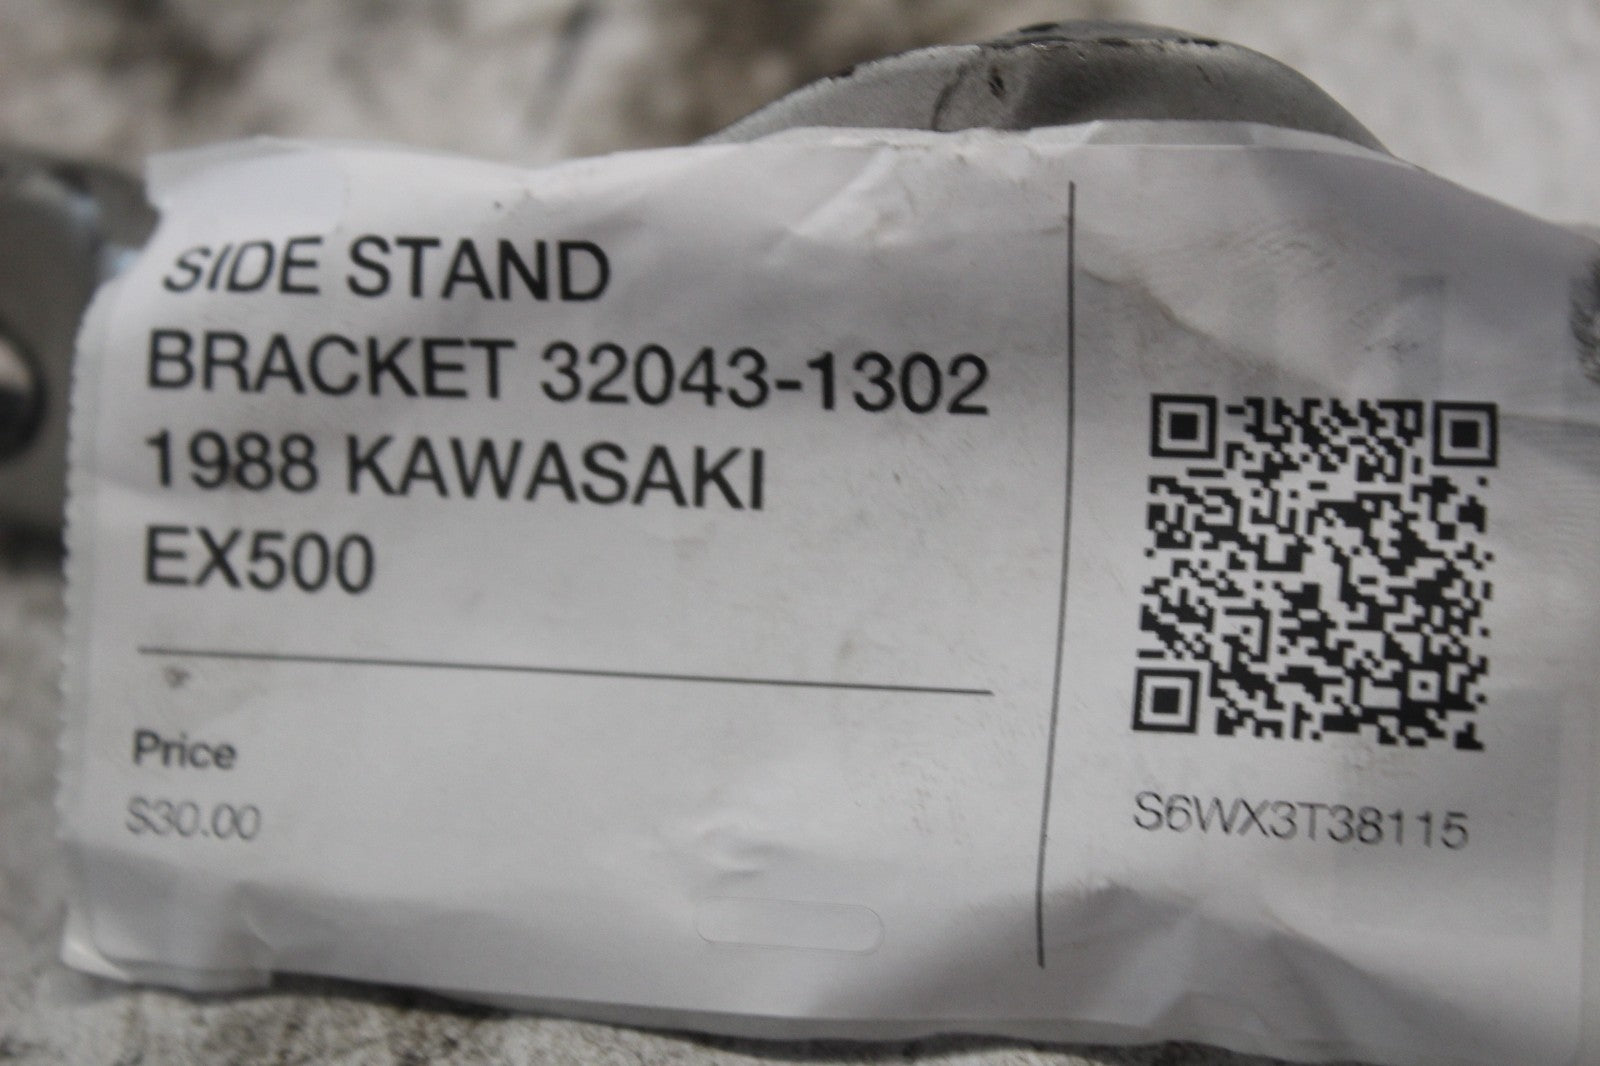 SIDE STAND
BRACKET 32043-1302
1988 KAWASAKI
EX500
Price
$30.00
S6WX3T38115